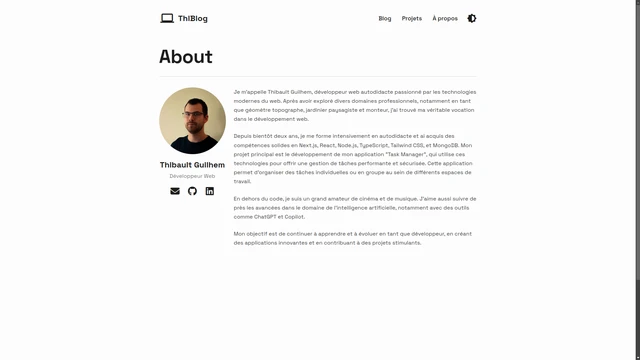 ThiBlog
Blog Projets À propos
About
Je m'appelle Thibault Guilhem, développeur web autodidacte passionné par les technologies
modernes du web. Après avoir exploré divers domaines professionnels, notamment en tant
que géomètre topographe, jardinier paysagiste et monteur, j'ai trouvé ma véritable vocation
dans le développement web.
Depuis bientôt deux ans, je me forme intensivement en autodidacte et ai acquis des
compétences solides en Next.js, React, Node.js, TypeScript, Tailwind CSS, et MongoDB. Mon
projet principal est le développement de mon application "Task Manager", qui utilise ces
technologies pour offrir une gestion de tâches performante et sécurisée. Cette application
permet d'organiser des tâches individuelles ou en groupe au sein de différents espaces de
travail.
En dehors du code, je suis un grand amateur de cinéma et de musique. J'aime aussi suivre de
près les avancées dans le domaine de l'intelligence artificielle, notamment avec des outils
comme ChatGPT et Copilot.
Mon objectif est de continuer à apprendre et à évoluer en tant que développeur, en créant
des applications innovantes et en contribuant à des projets stimulants.
Thibault Guilhem
Développeur Web